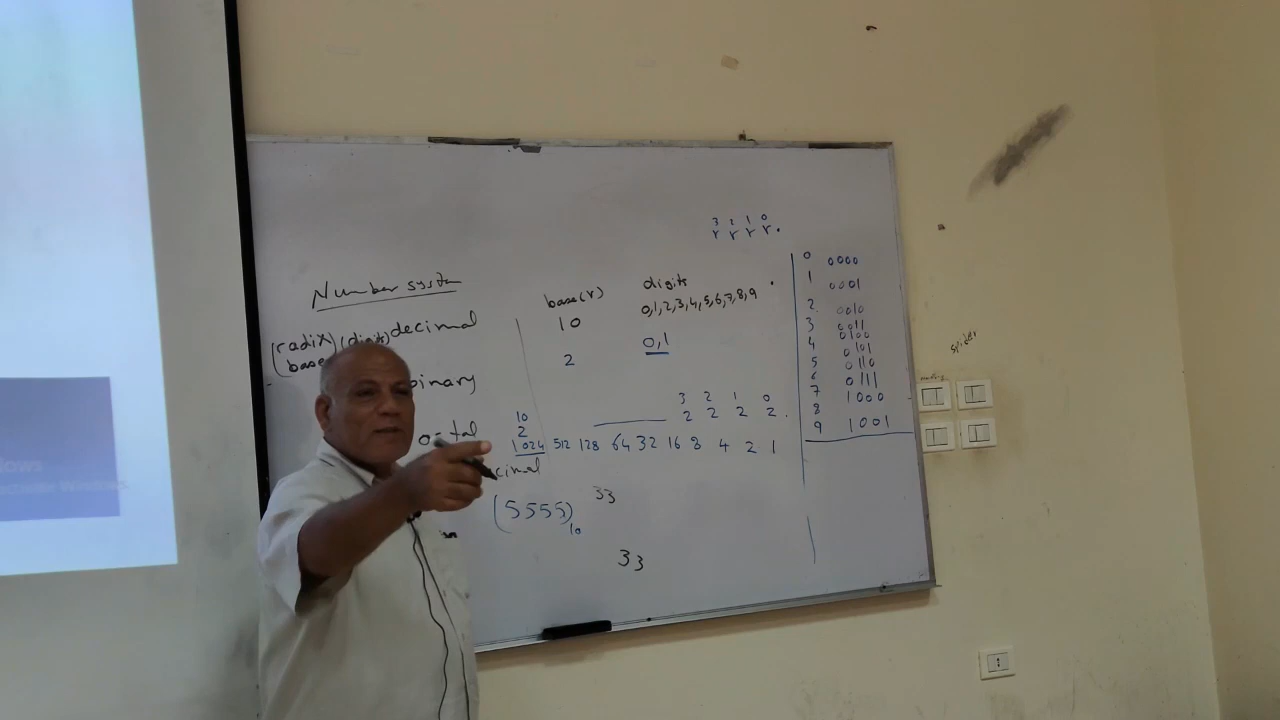 3 2 1 0
r r r r .
Number system
base(r)
digits
(radix) (digits) decimal
10
0,1,2,3,4,5,6,7,8,9
base
binary
2
0,1
octal
3 2 1 0
2 2 2 2 .
10
2
1024 512 128 64 32 16 8 4 2 1
decimal
(5555)10
33
33
0 0000
1 0001
2 0010
3 0011
4 0100
5 0101
6 0110
7 0111
8 1000
9 1001